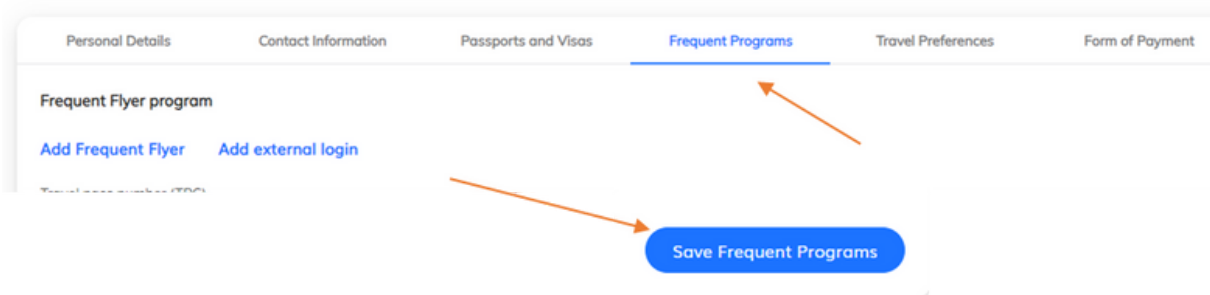 Personal Details Contact Information Passports and Visas Frequent Programs Travel Preferences Form of Payment
Frequent Flyer program
Add Frequent Flyer Add external login
Save Frequent Programs